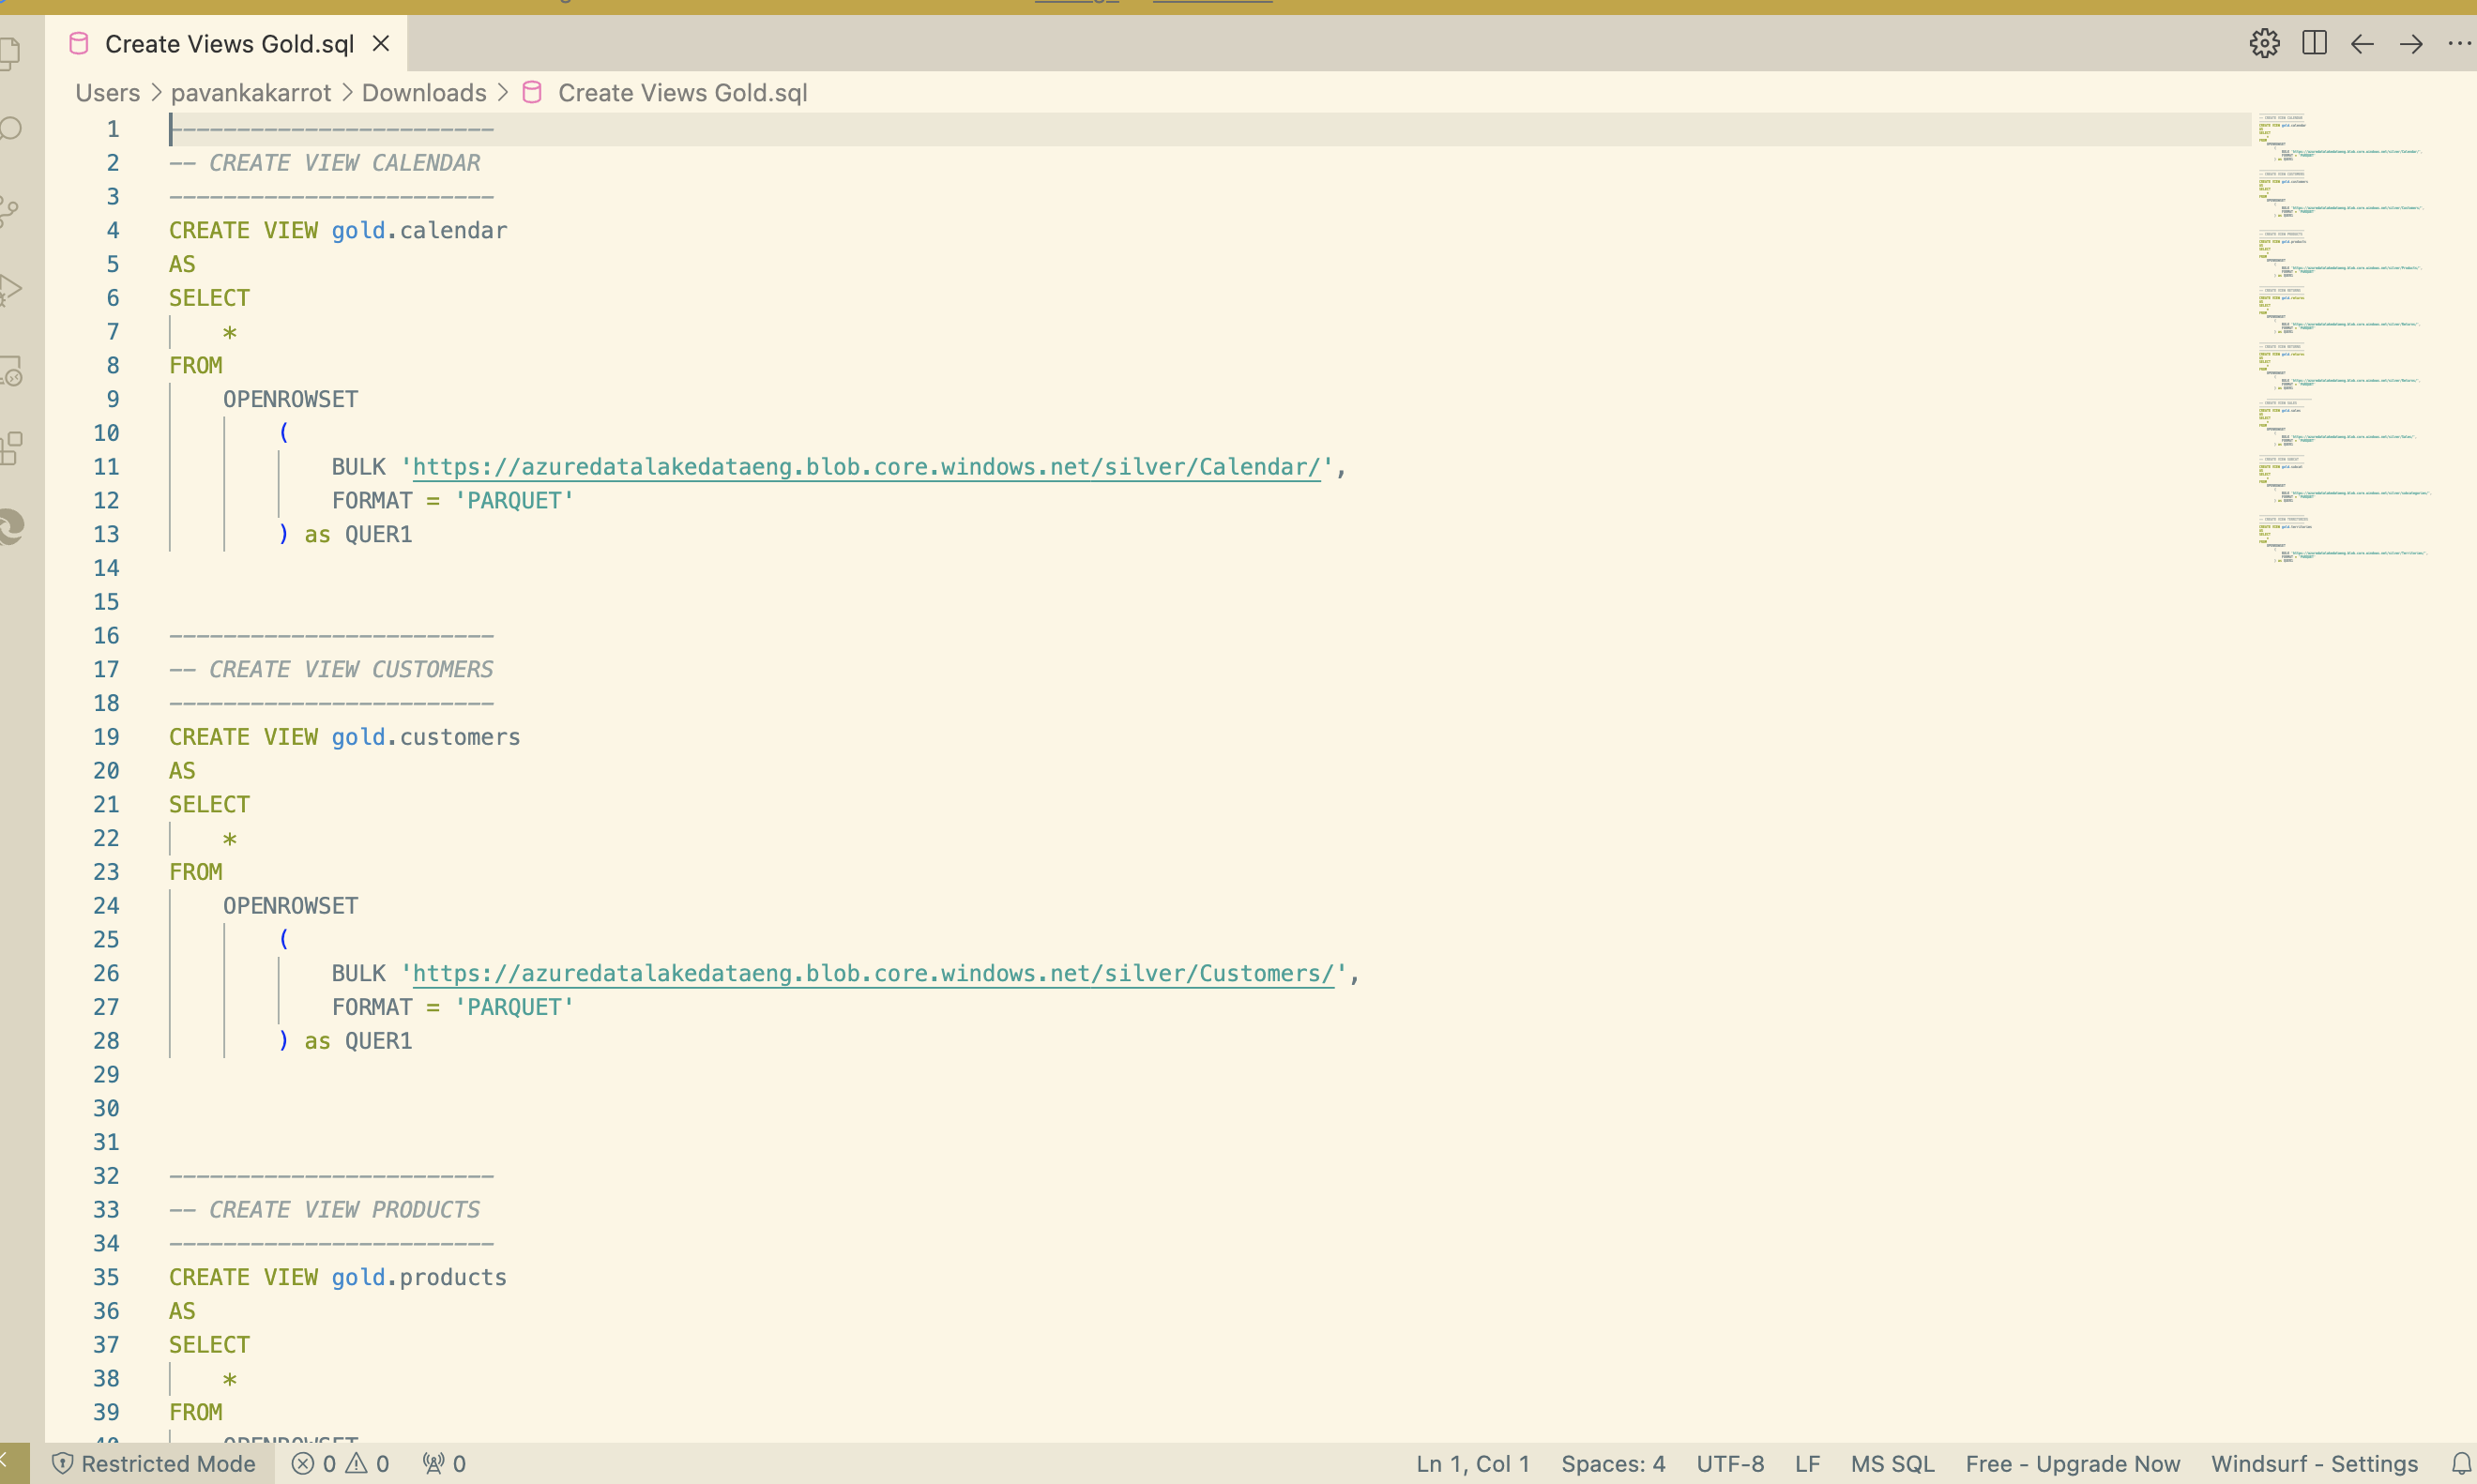 Create Views Gold.sql
Users > pavankakarrot > Downloads > Create Views Gold.sql
1 ------------------------
2 -- CREATE VIEW CALENDAR
3 ------------------------
4 CREATE VIEW gold.calendar
5 AS
6 SELECT
7     *
8 FROM
9     OPENROWSET
10         (
11             BULK 'https://azuredatalakedataeng.blob.core.windows.net/silver/Calendar/',
12             FORMAT = 'PARQUET'
13         ) as QUER1
14
15
16 ------------------------
17 -- CREATE VIEW CUSTOMERS
18 ------------------------
19 CREATE VIEW gold.customers
20 AS
21 SELECT
22     *
23 FROM
24     OPENROWSET
25         (
26             BULK 'https://azuredatalakedataeng.blob.core.windows.net/silver/Customers/',
27             FORMAT = 'PARQUET'
28         ) as QUER1
29
30
31
32 ------------------------
33 -- CREATE VIEW PRODUCTS
34 ------------------------
35 CREATE VIEW gold.products
36 AS
37 SELECT
38     *
39 FROM
40     OPENROWSET
Restricted Mode 0 0 0 Ln 1, Col 1 Spaces: 4 UTF-8 LF MS SQL Free - Upgrade Now Windsurf - Settings